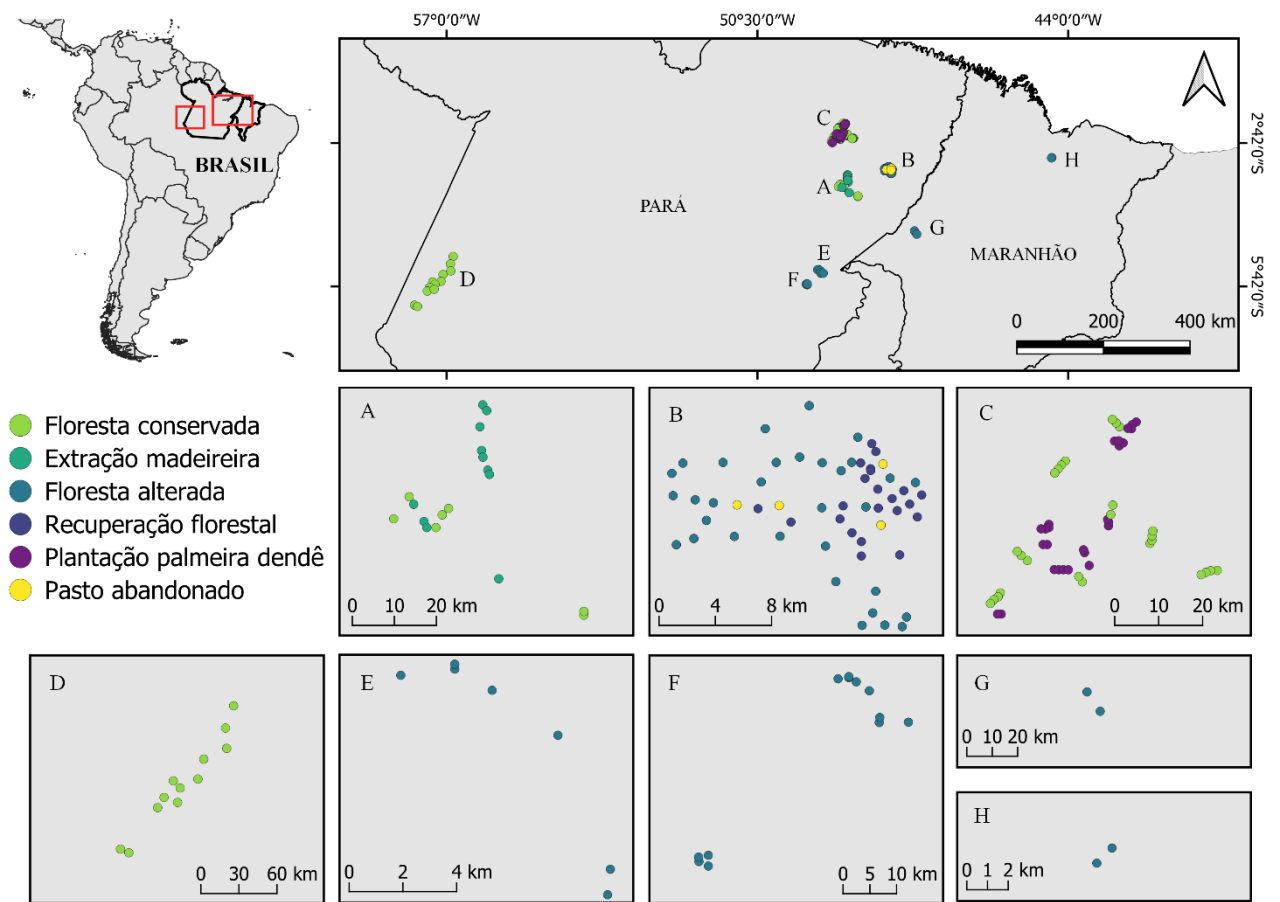 57°0'0"W
50°30'0"W
44°0'0"W
BRASIL
C
B
A
H
2°42'0"S
PARÁ
G
MARANHÃO
E
D
F
5°42'0"S
0 200 400 km
Floresta conservada
Extração madeireira
Floresta alterada
Recuperação florestal
Plantação palmeira dendê
Pasto abandonado
A
0 10 20 km
B
0 4 8 km
C
0 10 20 km
D
0 30 60 km
E
0 2 4 km
F
0 5 10 km
G
0 10 20 km
H
0 1 2 km